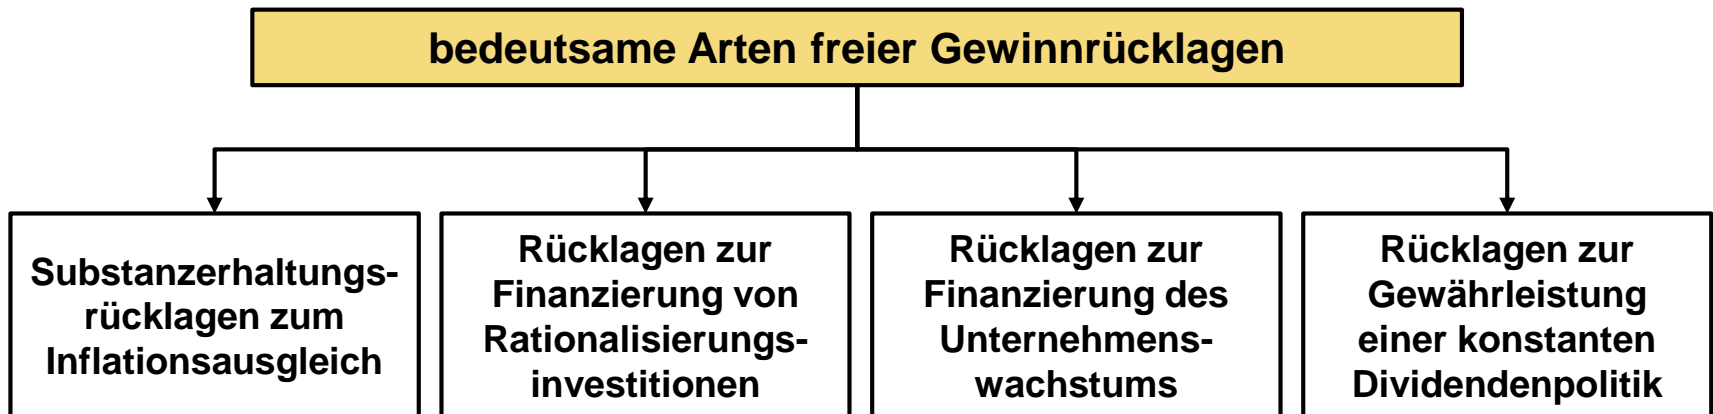 bedeutsame Arten freier Gewinnrücklagen
Substanzerhaltungs-
rücklagen zum
Inflationsausgleich
Rücklagen zur
Finanzierung von
Rationalisierungs-
investitionen
Rücklagen zur
Finanzierung des
Unternehmens-
wachstums
Rücklagen zur
Gewährleistung
einer konstanten
Dividendenpolitik